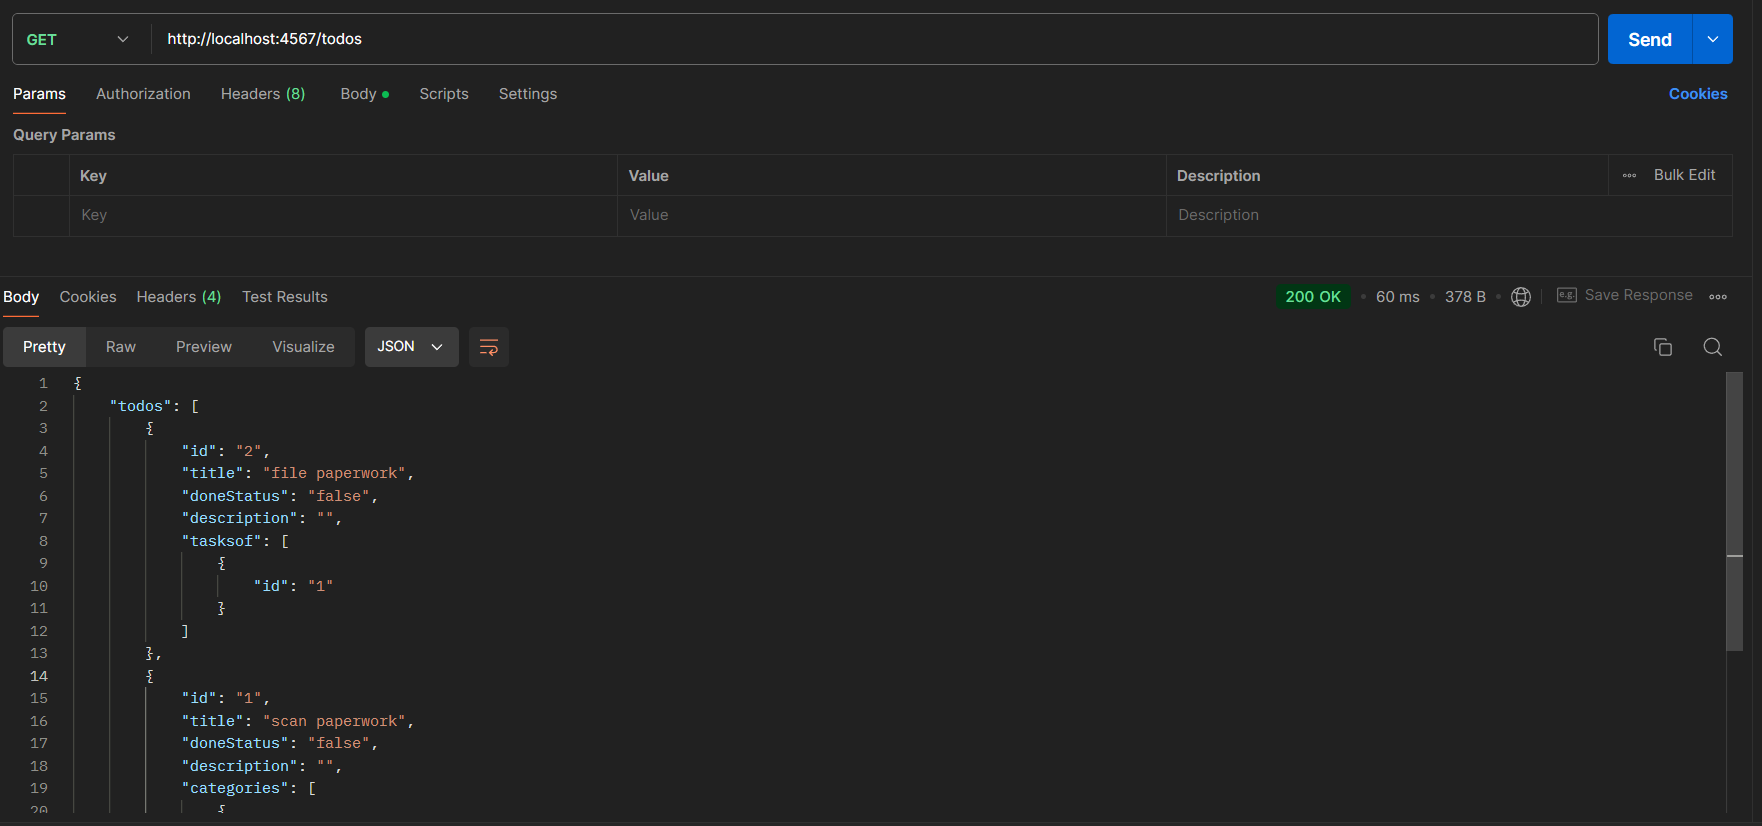 GET http://localhost:4567/todos Send
Params Authorization Headers (8) Body Scripts Settings Cookies
Query Params
Key Value Description Bulk Edit
Key Value Description
Body Cookies Headers (4) Test Results 200 OK 60 ms 378 B e.g. Save Response
Pretty Raw Preview Visualize JSON
1 {
2 "todos": [
3 {
4 "id": "2",
5 "title": "file paperwork",
6 "doneStatus": "false",
7 "description": "",
8 "tasksof": [
9 {
10 "id": "1"
11 }
12 ]
13 },
14 {
15 "id": "1",
16 "title": "scan paperwork",
17 "doneStatus": "false",
18 "description": "",
19 "categories": [
20 {